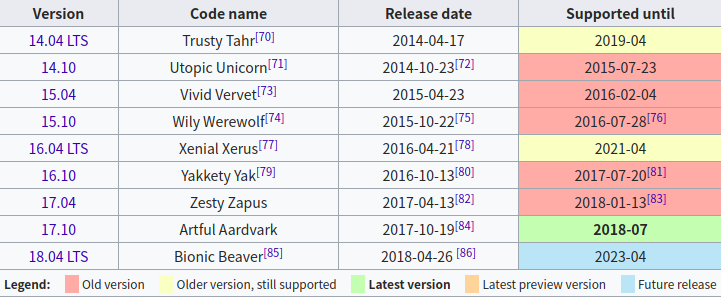 Version Code name Release date Supported until
14.04 LTS Trusty Tahr[70] 2014-04-17 2019-04
14.10 Utopic Unicorn[71] 2014-10-23[72] 2015-07-23
15.04 Vivid Vervet[73] 2015-04-23 2016-02-04
15.10 Wily Werewolf[74] 2015-10-22[75] 2016-07-28[76]
16.04 LTS Xenial Xerus[77] 2016-04-21[78] 2021-04
16.10 Yakkety Yak[79] 2016-10-13[80] 2017-07-20[81]
17.04 Zesty Zapus 2017-04-13[82] 2018-01-13[83]
17.10 Artful Aardvark 2017-10-19[84] 2018-07
18.04 LTS Bionic Beaver[85] 2018-04-26 [86] 2023-04
Legend: Old version Older version, still supported Latest version Latest preview version Future release